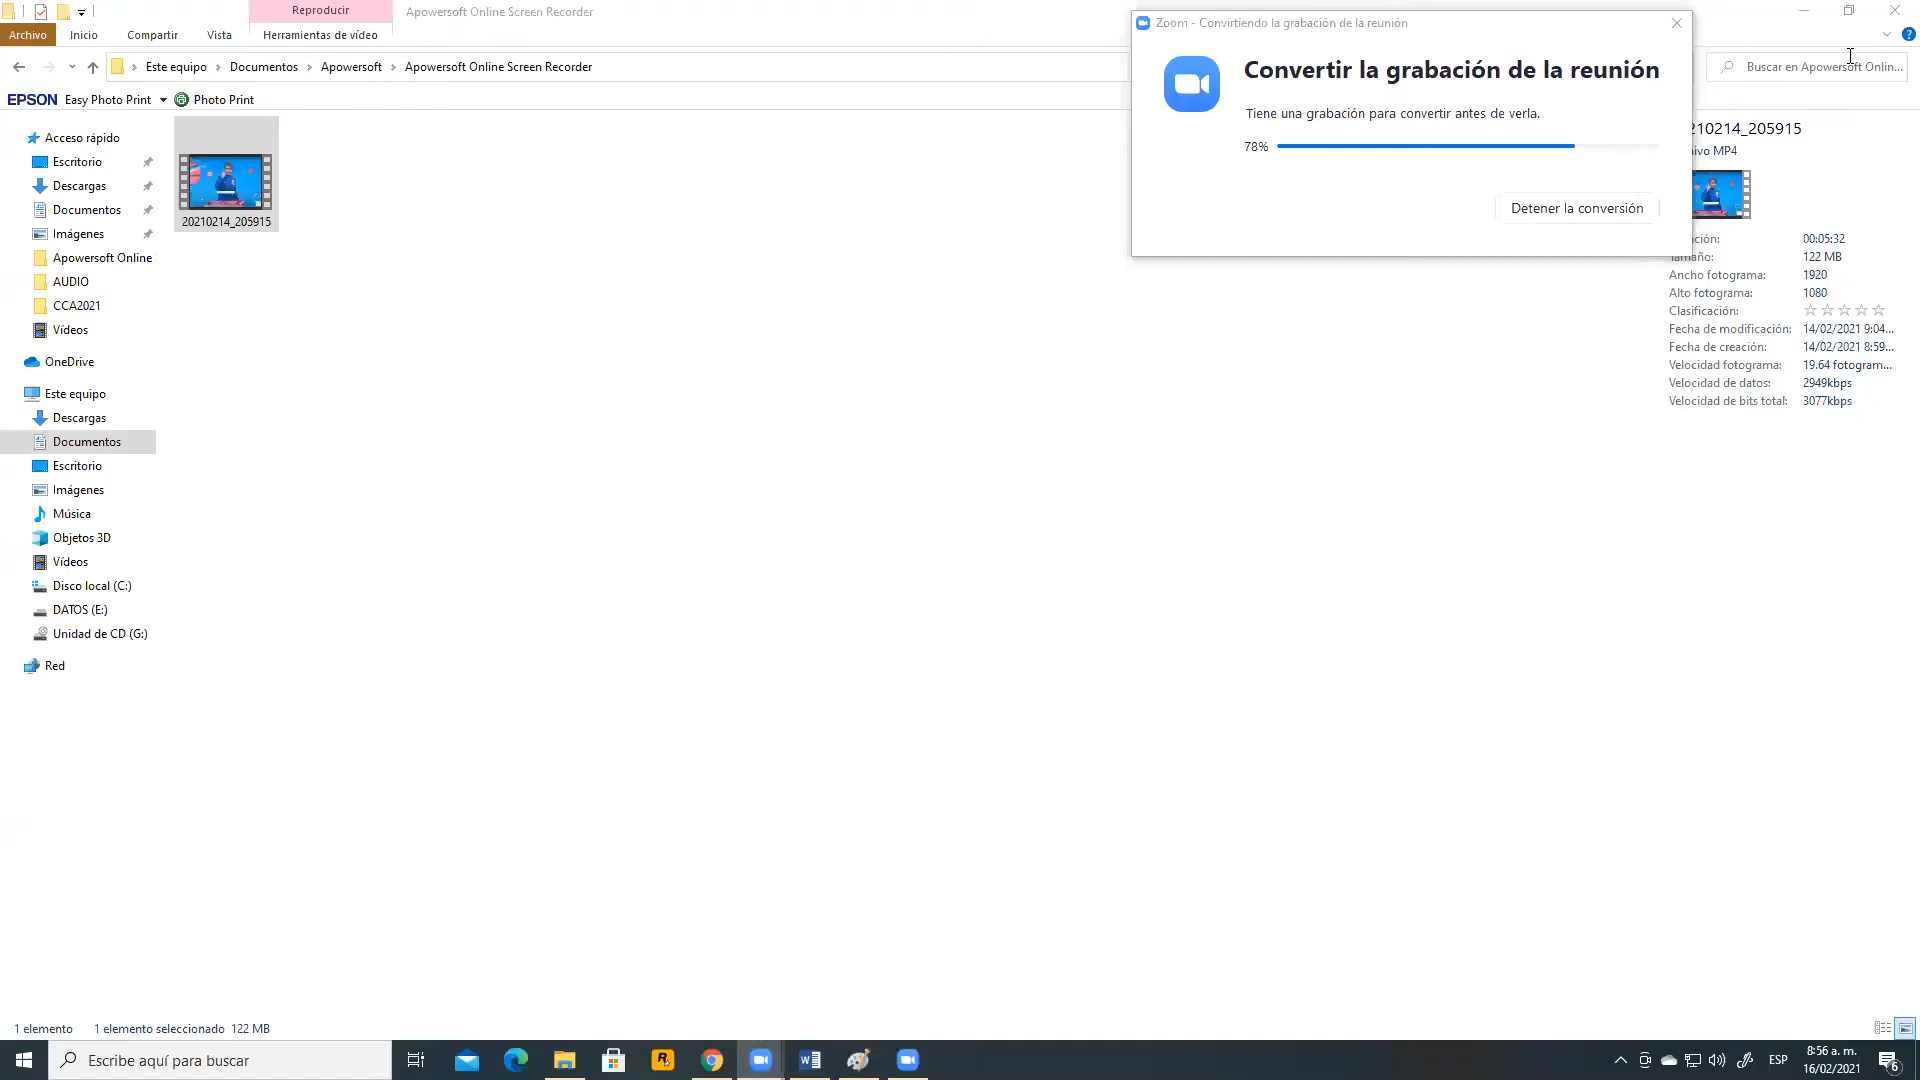 Reproducir
Apowersoft Online Screen Recorder
Archivo
Inicio
Compartir
Vista
Herramientas de vídeo
Este equipo
Documentos
Apowersoft
Apowersoft Online Screen Recorder
Buscar en Apowersoft Onlin...
EPSON Easy Photo Print
Photo Print
Zoom - Convirtiendo la grabación de la reunión
Convertir la grabación de la reunión
Tiene una grabación para convertir antes de verla.
78%
Detener la conversión
Acceso rápido
Escritorio
Descargas
Documentos
Imágenes
Apowersoft Online
AUDIO
CCA2021
Vídeos
OneDrive
Este equipo
Descargas
Documentos
Escritorio
Imágenes
Música
Objetos 3D
Vídeos
Disco local (C:)
DATOS (E:)
Unidad de CD (G:)
Red
20210214_205915
210214_205915
ivo MP4
ción: 00:05:32
Tamaño: 122 MB
Ancho fotograma: 1920
Alto fotograma: 1080
Clasificación:
Fecha de modificación: 14/02/2021 9:04...
Fecha de creación: 14/02/2021 8:59...
Velocidad fotograma: 19.64 fotogram...
Velocidad de datos: 2949kbps
Velocidad de bits total: 3077kbps
1 elemento
1 elemento seleccionado 122 MB
Escribe aquí para buscar
ESP
8:56 a. m.
16/02/2021
6